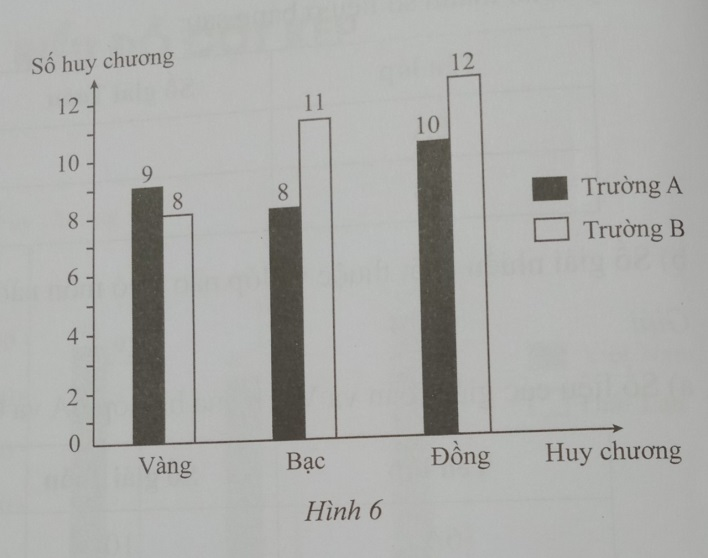 Số huy chương
12
10
8
6
4
2
0
9
8
8
11
10
12
Trường A
Trường B
Vàng
Bạc
Đồng
Huy chương
Hình 6